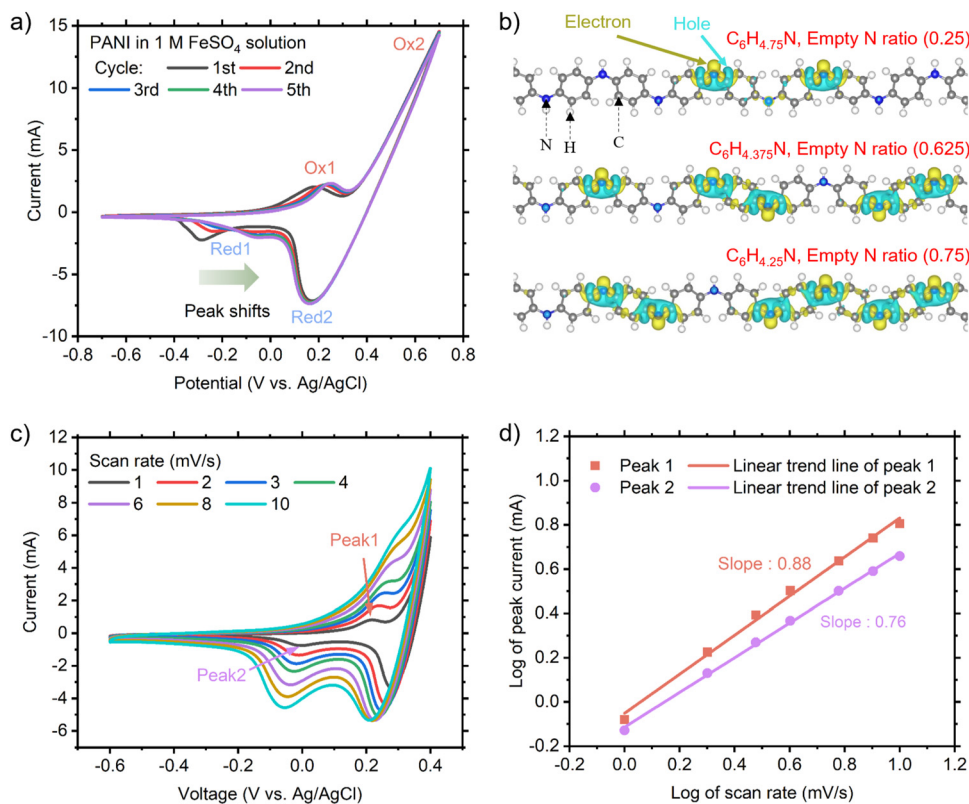 a)
PANI in 1 M FeSO₄ solution
Cycle: 1st 2nd
3rd 4th 5th
Ox2
Ox1
Red1
Peak shifts
Red2
15
10
5
0
-5
-10
Current (mA)
-0.8 -0.6 -0.4 -0.2 0.0 0.2 0.4 0.6 0.8
Potential (V vs. Ag/AgCl)
b)
Electron
Hole
C₆H₄.₇₅N, Empty N ratio (0.25)
N H C
C₆H₄.₃₇₅N, Empty N ratio (0.625)
C₆H₄.₂₅N, Empty N ratio (0.75)
c)
Scan rate (mV/s)
1 2 3 4
6 8 10
Peak1
Peak2
12
10
8
6
4
2
0
-2
-4
-6
Current (mA)
-0.6 -0.4 -0.2 0.0 0.2 0.4 0.6
Voltage (V vs. Ag/AgCl)
d)
Peak 1 Linear trend line of peak 1
Peak 2 Linear trend line of peak 2
Slope : 0.88
Slope : 0.76
1.2
1.0
0.8
0.6
0.4
0.2
0.0
-0.2
Log of peak current (mA)
-0.2 0.0 0.2 0.4 0.6 0.8 1.0 1.2
Log of scan rate (mV/s)